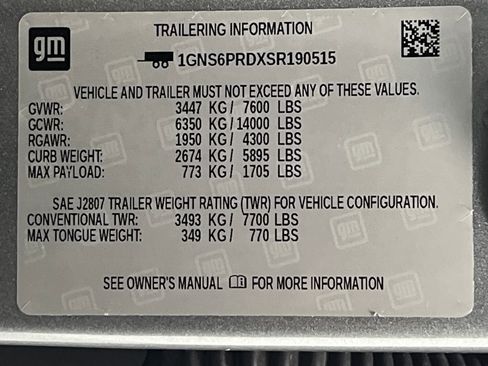 gm
TRAILERING INFORMATION
1GNS6PRDXSR190515
VEHICLE AND TRAILER MUST NOT EXCEED ANY OF THESE VALUES.
GVWR: 3447 KG / 7600 LBS
GCWR: 6350 KG / 14000 LBS
RGAWR: 1950 KG / 4300 LBS
CURB WEIGHT: 2674 KG / 5895 LBS
MAX PAYLOAD: 773 KG / 1705 LBS
SAE J2807 TRAILER WEIGHT RATING (TWR) FOR VEHICLE CONFIGURATION.
CONVENTIONAL TWR: 3493 KG / 7700 LBS
MAX TONGUE WEIGHT: 349 KG / 770 LBS
SEE OWNER'S MANUAL FOR MORE INFORMATION